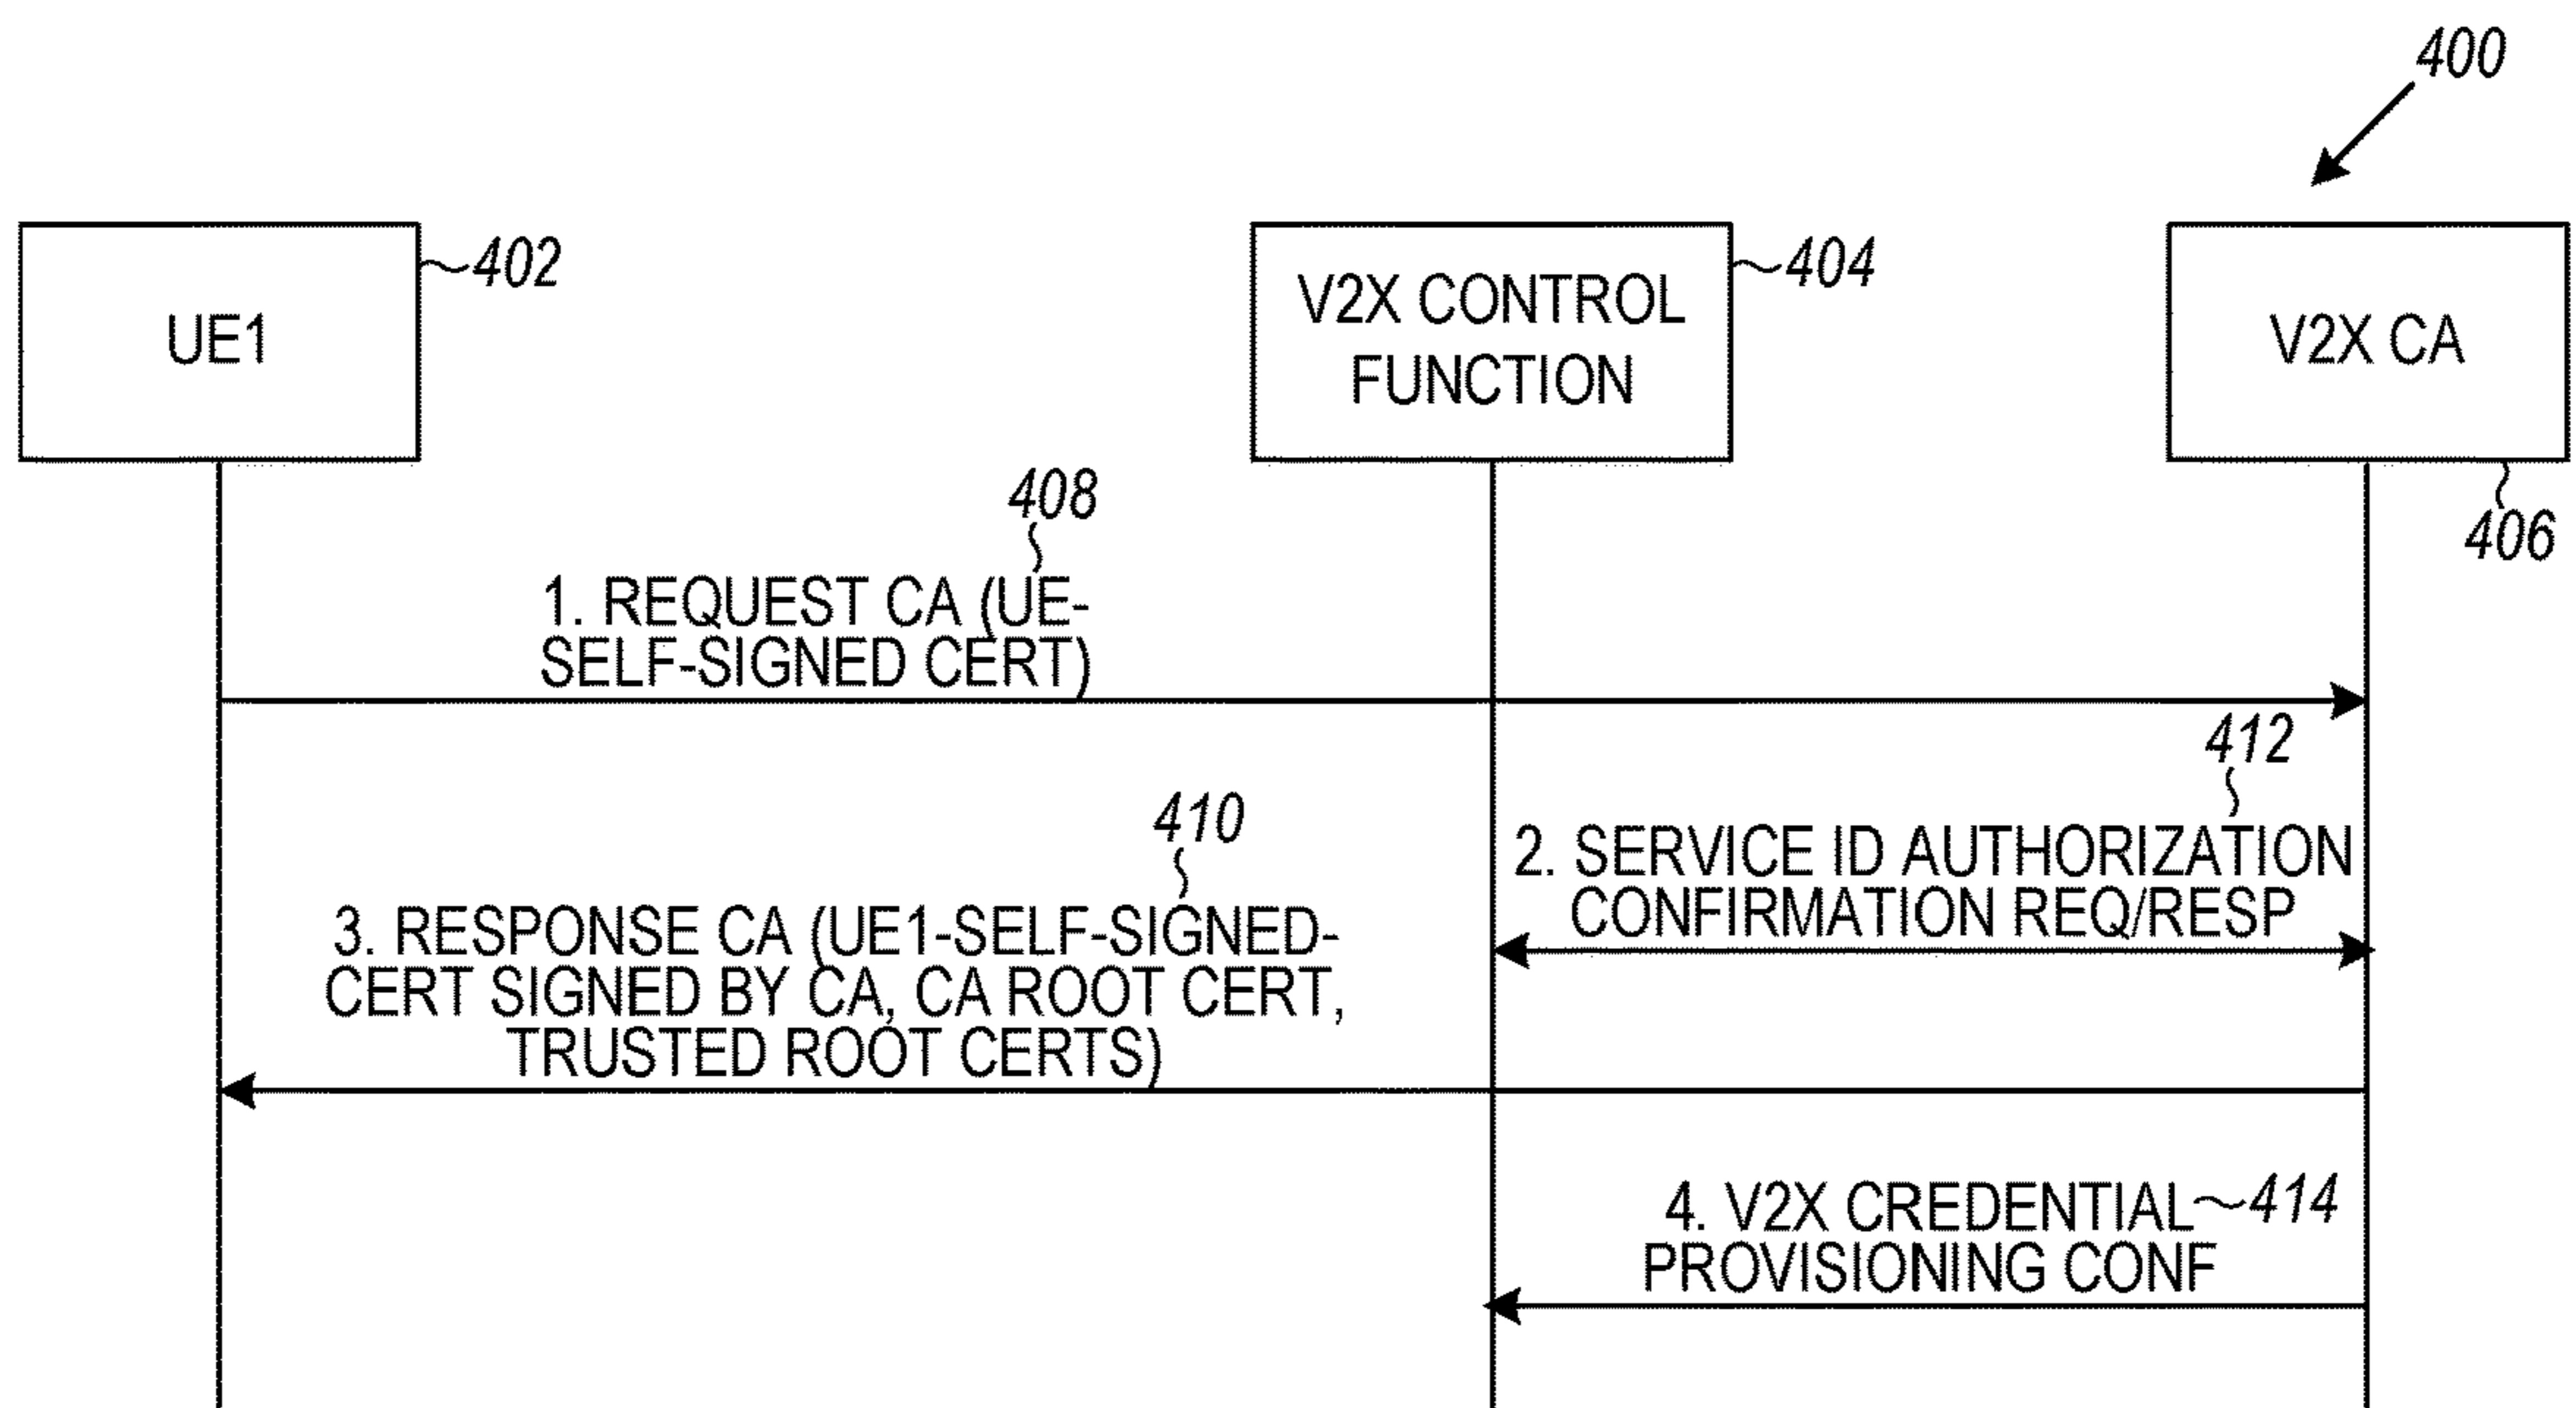 400
UE1
402
V2X CONTROL
FUNCTION
404
V2X CA
406
408
1. REQUEST CA (UE-
SELF-SIGNED CERT)
412
2. SERVICE ID AUTHORIZATION
CONFIRMATION REQ/RESP
410
3. RESPONSE CA (UE1-SELF-SIGNED-
CERT SIGNED BY CA, CA ROOT CERT,
TRUSTED ROOT CERTS)
4. V2X CREDENTIAL 414
PROVISIONING CONF